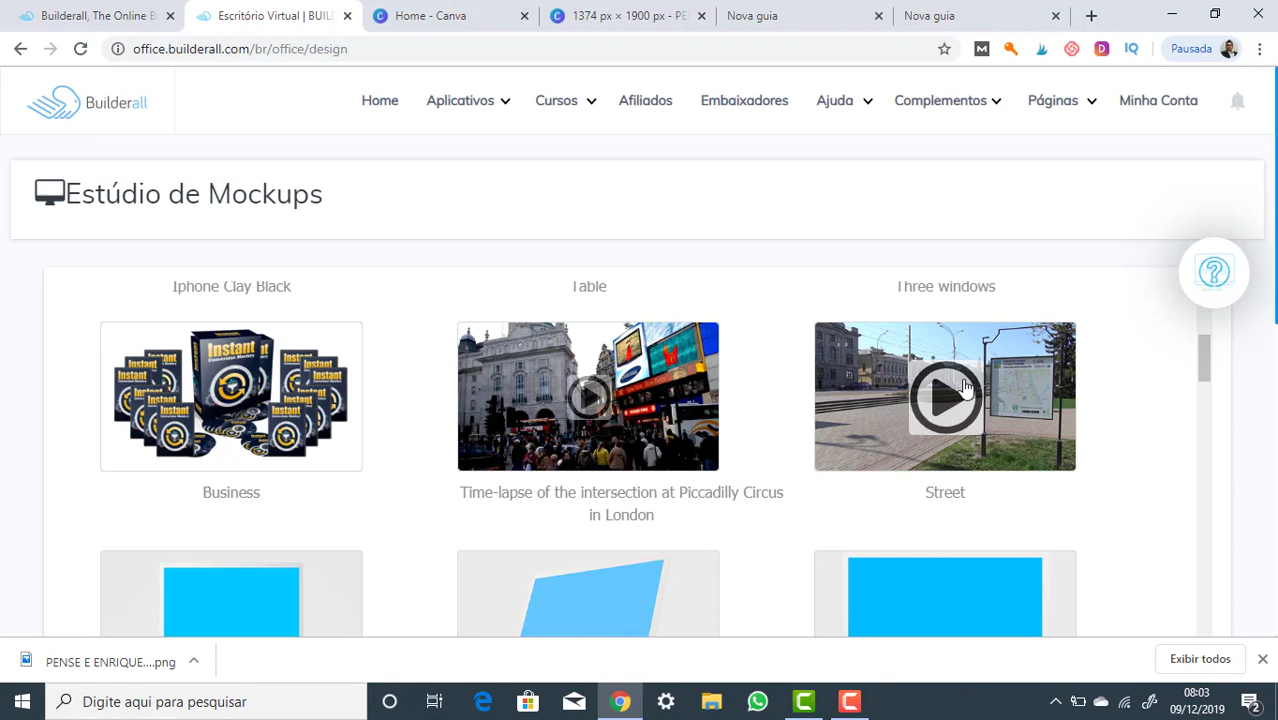 Builderall, The Online B
Escritório Virtual | BUIL
Home - Canva
1374 px × 1900 px - PE
Nova guia
Nova guia
office.builderall.com/br/office/design
Pausada
Builderall
Home
Aplicativos
Cursos
Afiliados
Embaixadores
Ajuda
Complementos
Páginas
Minha Conta
Estúdio de Mockups
Iphone Clay Black
Table
Three windows
Instant
Business
Time-lapse of the intersection at Piccadilly Circus
in London
Street
PENSE E ENRIQUE....png
Exibir todos
Digite aqui para pesquisar
08:03
09/12/2019
2